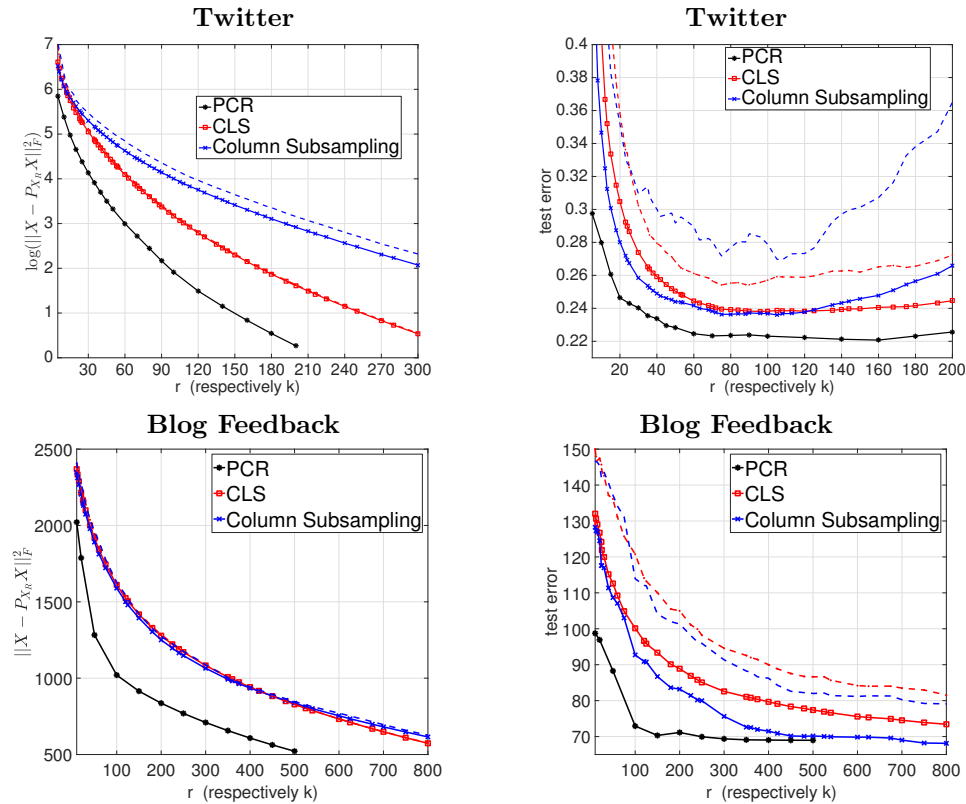 Twitter
7
6
5
4
3
2
1
0
log(||X − P_{X_R}X||_F^2)
PCR
CLS
Column Subsampling
30 60 90 120 150 180 210 240 270 300
r (respectively k)
Twitter
0.4
0.38
0.36
0.34
0.32
0.3
0.28
0.26
0.24
0.22
test error
PCR
CLS
Column Subsampling
20 40 60 80 100 120 140 160 180 200
r (respectively k)
Blog Feedback
2500
2000
1500
1000
500
||X − P_{X_R}X||_F^2
PCR
CLS
Column Subsampling
100 200 300 400 500 600 700 800
r (respectively k)
Blog Feedback
150
140
130
120
110
100
90
80
70
test error
PCR
CLS
Column Subsampling
100 200 300 400 500 600 700 800
r (respectively k)